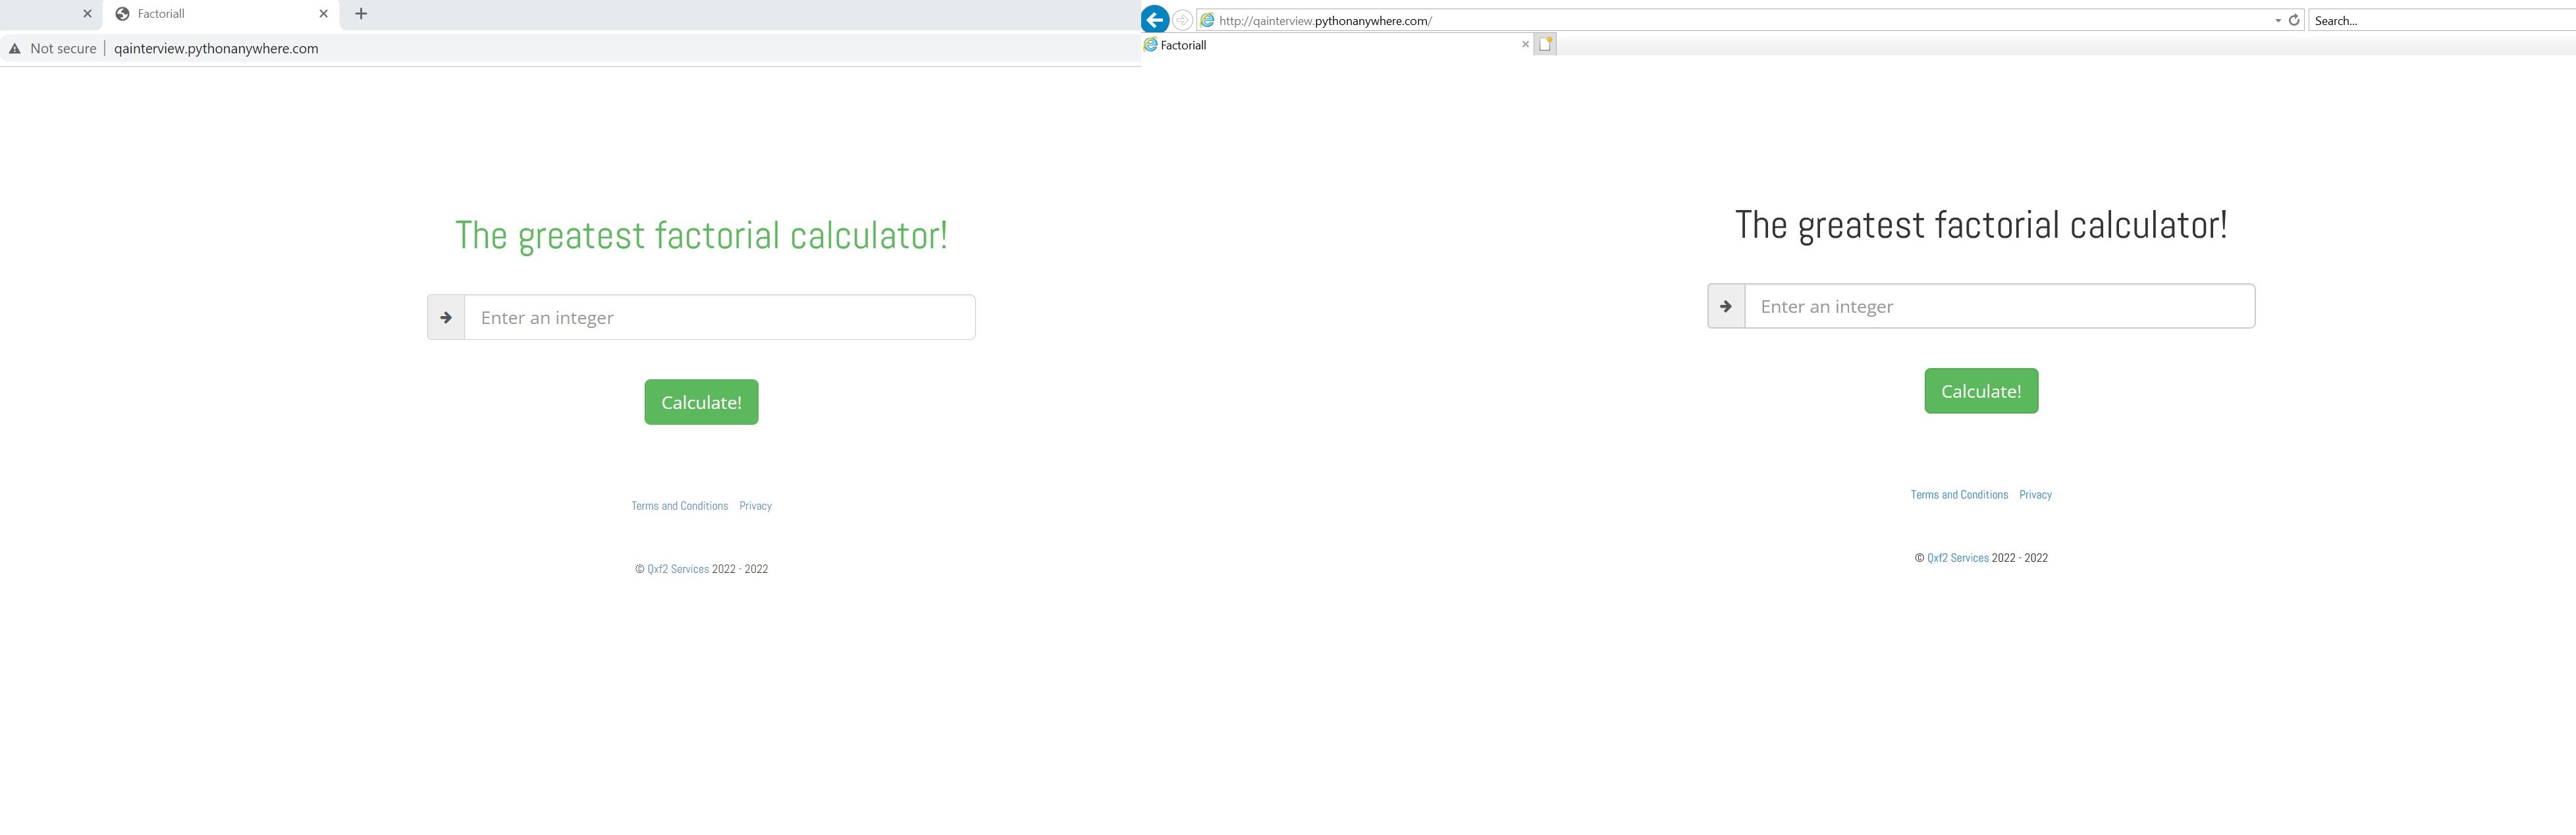 Factoriall
Not secure qainterview.pythonanywhere.com
The greatest factorial calculator!
Enter an integer
Calculate!
Terms and Conditions Privacy
© Qxf2 Services 2022 - 2022
http://qainterview.pythonanywhere.com/ Search...
Factoriall
The greatest factorial calculator!
Enter an integer
Calculate!
Terms and Conditions Privacy
© Qxf2 Services 2022 - 2022